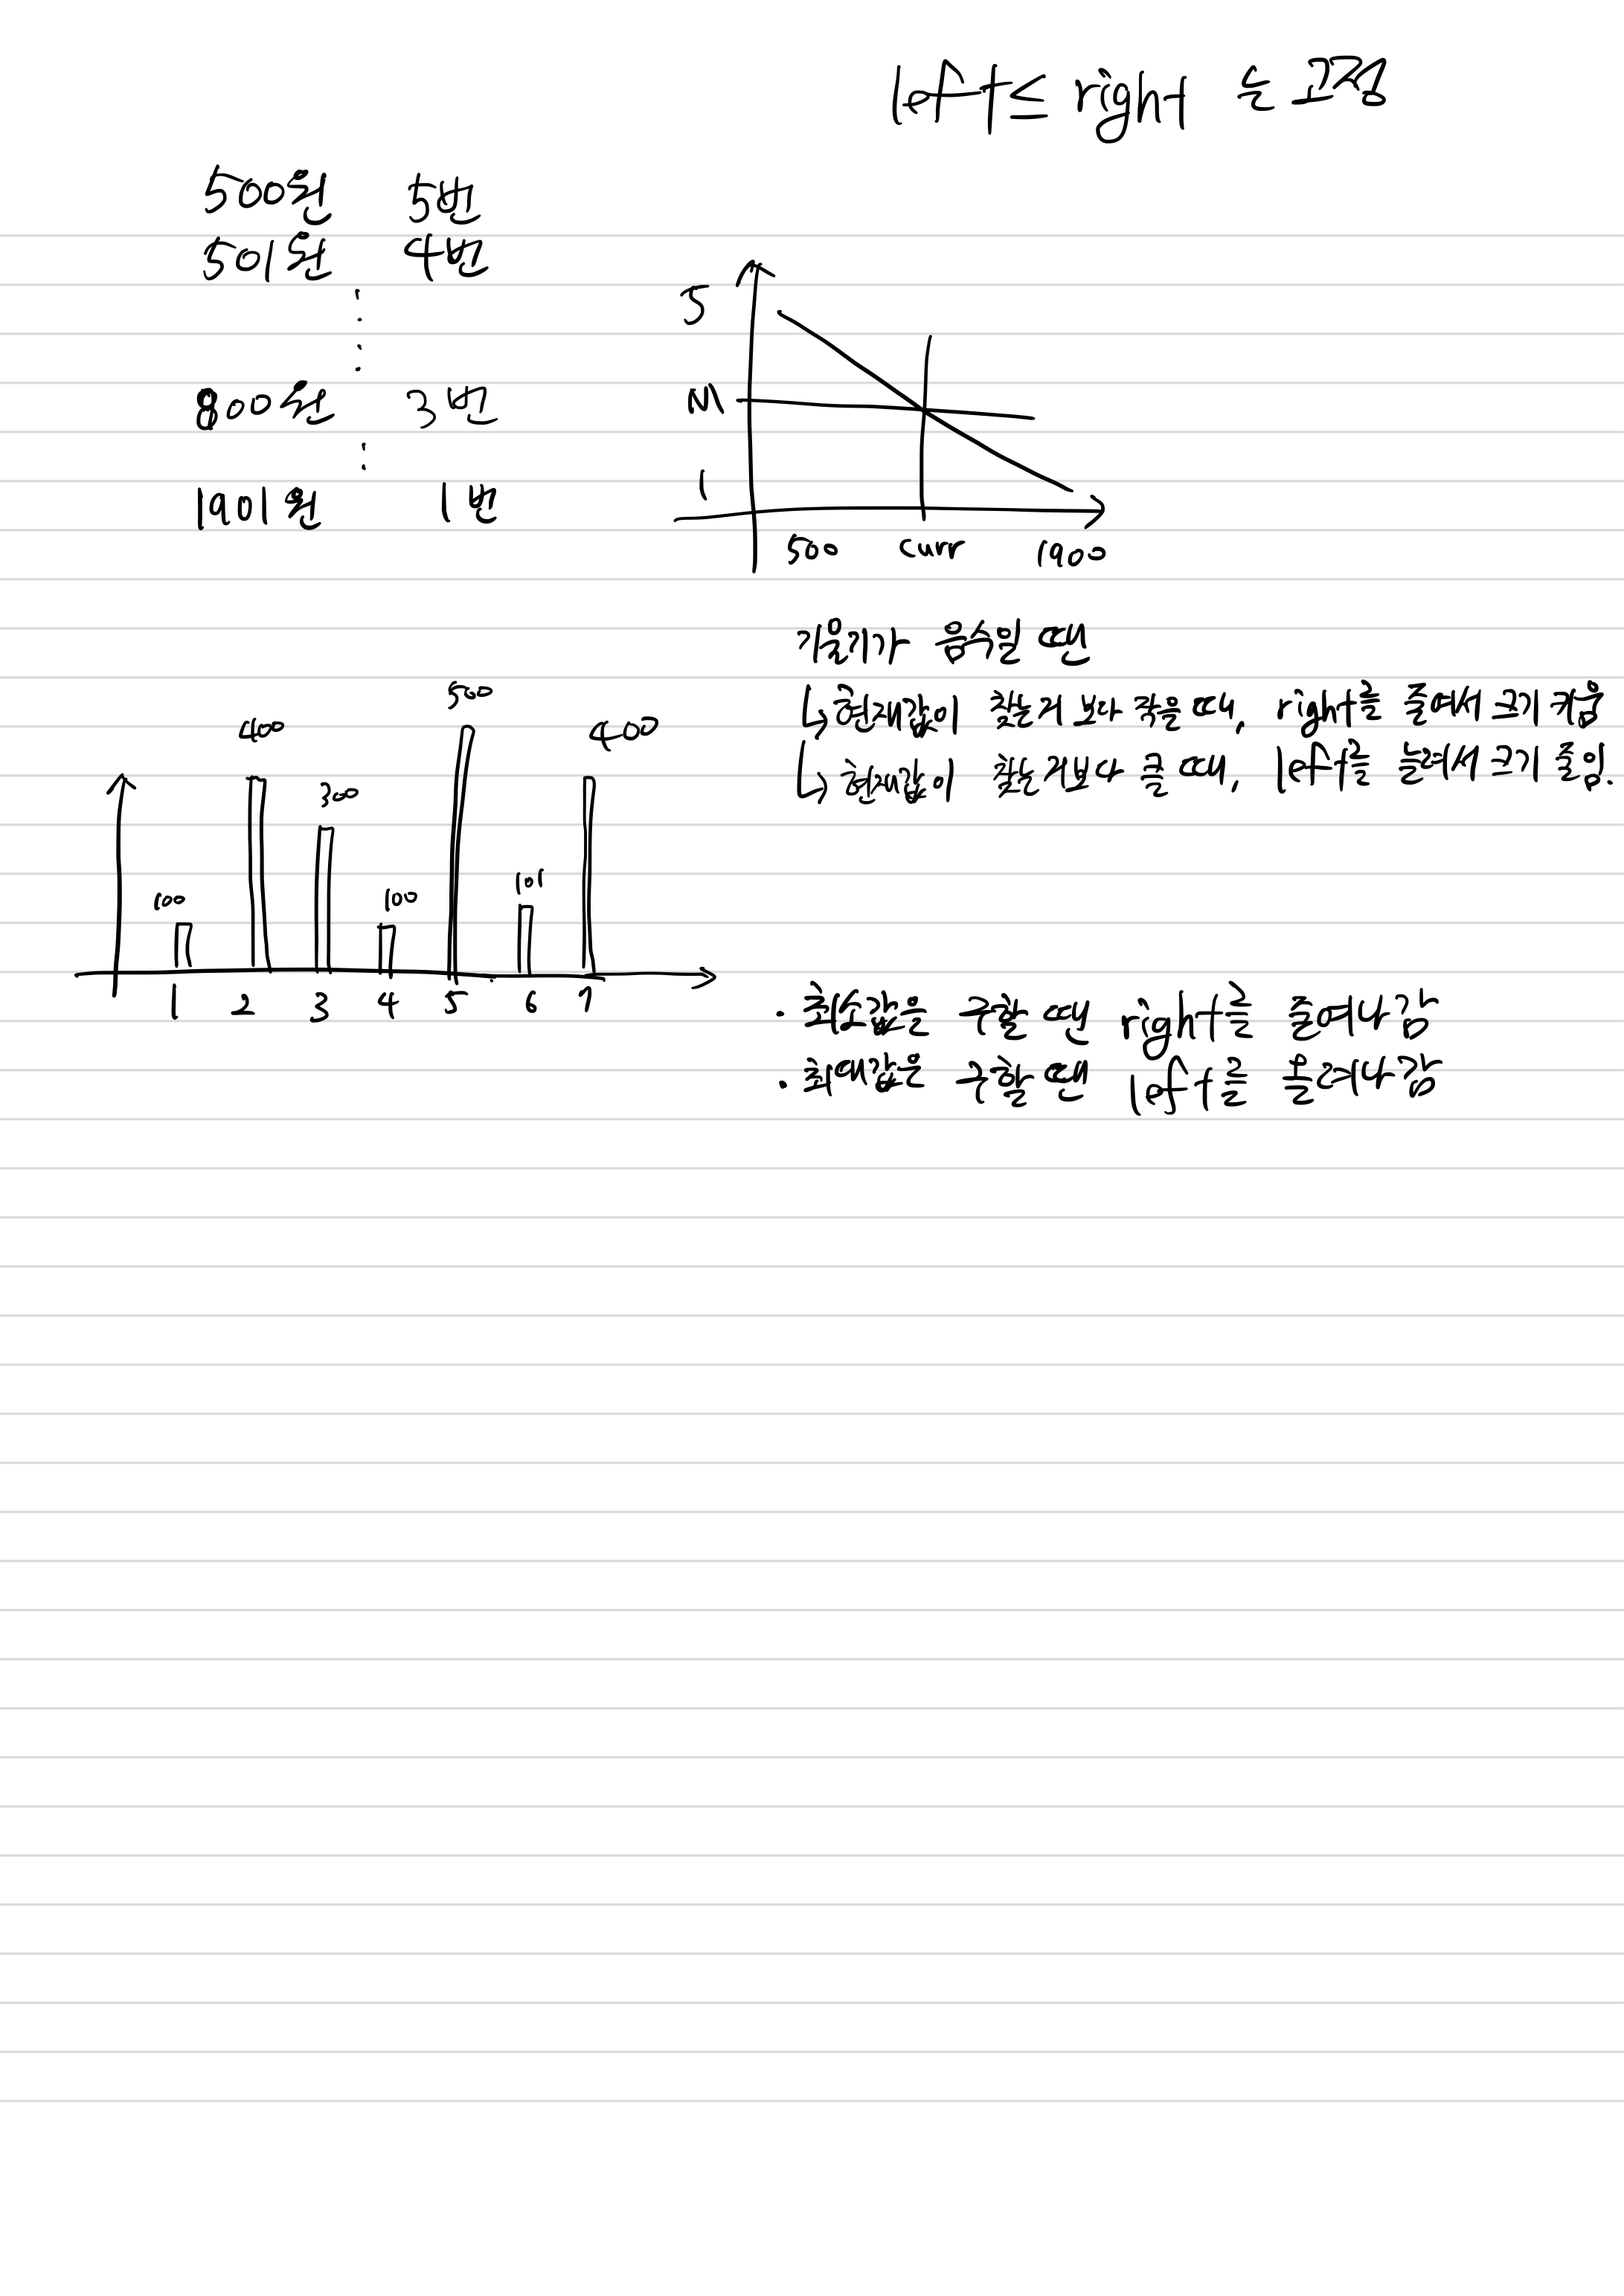 left ≤ right 는 고정
500원 5번
501원 4번
800원 3번
1901원 1번
5
N
1
500 curr 1900
기울기가 음수일 땐
↳ 현재값이 찾는거 보다 작을 때, right를 줄여서 크기 키움
↳ 현재값이 찾는거보다 클 때, left를 늘려서 크기 줄임.
100 400 300 100 500 101 400
1 2 3 4 5 6 7
· 최소값을 구할 땐 right를 줄여나감
· 최대값을 구할 땐 left를 올려나감